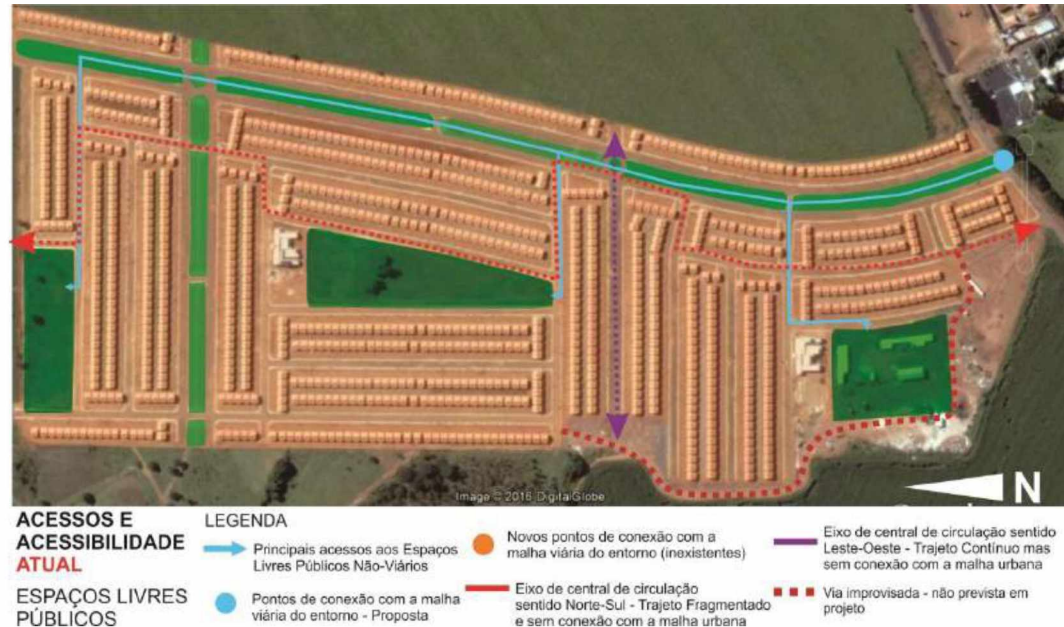 Image © 2016 DigitalGlobe
N
ACESSOS E
ACESSIBILIDADE
ATUAL
ESPAÇOS LIVRES
PÚBLICOS
LEGENDA
Principais acessos aos Espaços
Livres Públicos Não-Viários
Pontos de conexão com a malha
viária do entorno - Proposta
Novos pontos de conexão com a
malha viária do entorno (inexistentes)
Eixo de central de circulação
sentido Norte-Sul - Trajeto Fragmentado
e sem conexão com a malha urbana
Eixo de central de circulação sentido
Leste-Oeste - Trajeto Contínuo mas
sem conexão com a malha urbana
Via improvisada - não prevista em
projeto